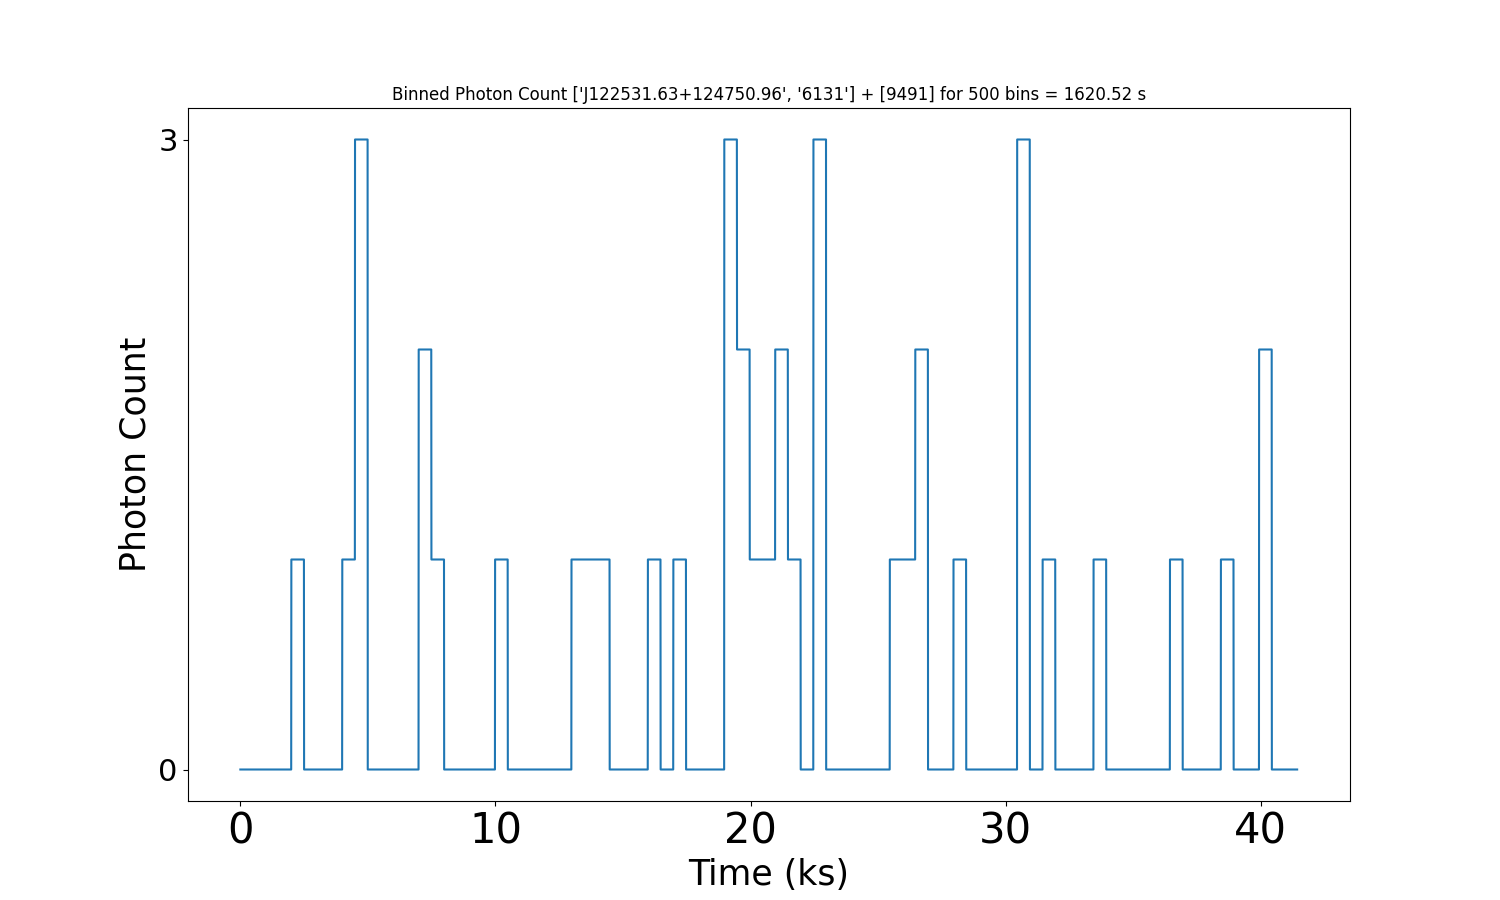 Binned Photon Count ['J122531.63+124750.96', '6131'] + [9491] for 500 bins = 1620.52 s
3
Photon Count
0
0 10 20 30 40
Time (ks)